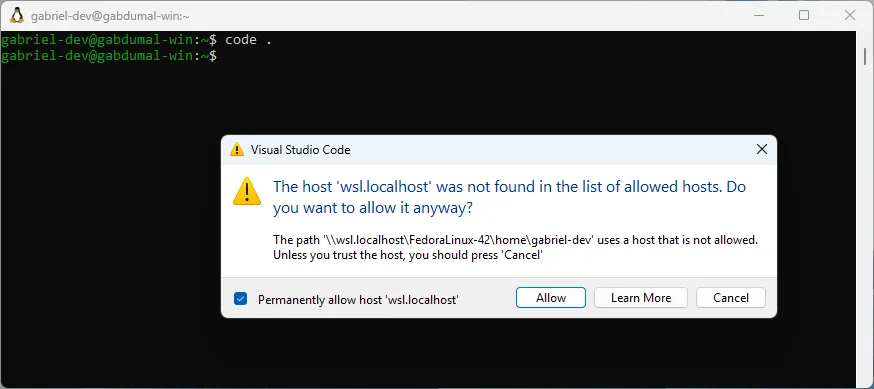 gabriel-dev@gabdumal-win:~
gabriel-dev@gabdumal-win:~$ code .
gabriel-dev@gabdumal-win:~$
Visual Studio Code
The host 'wsl.localhost' was not found in the list of allowed hosts. Do
you want to allow it anyway?
The path '\\wsl.localhost\FedoraLinux-42\home\gabriel-dev' uses a host that is not allowed.
Unless you trust the host, you should press 'Cancel'
Permanently allow host 'wsl.localhost'
Allow
Learn More
Cancel